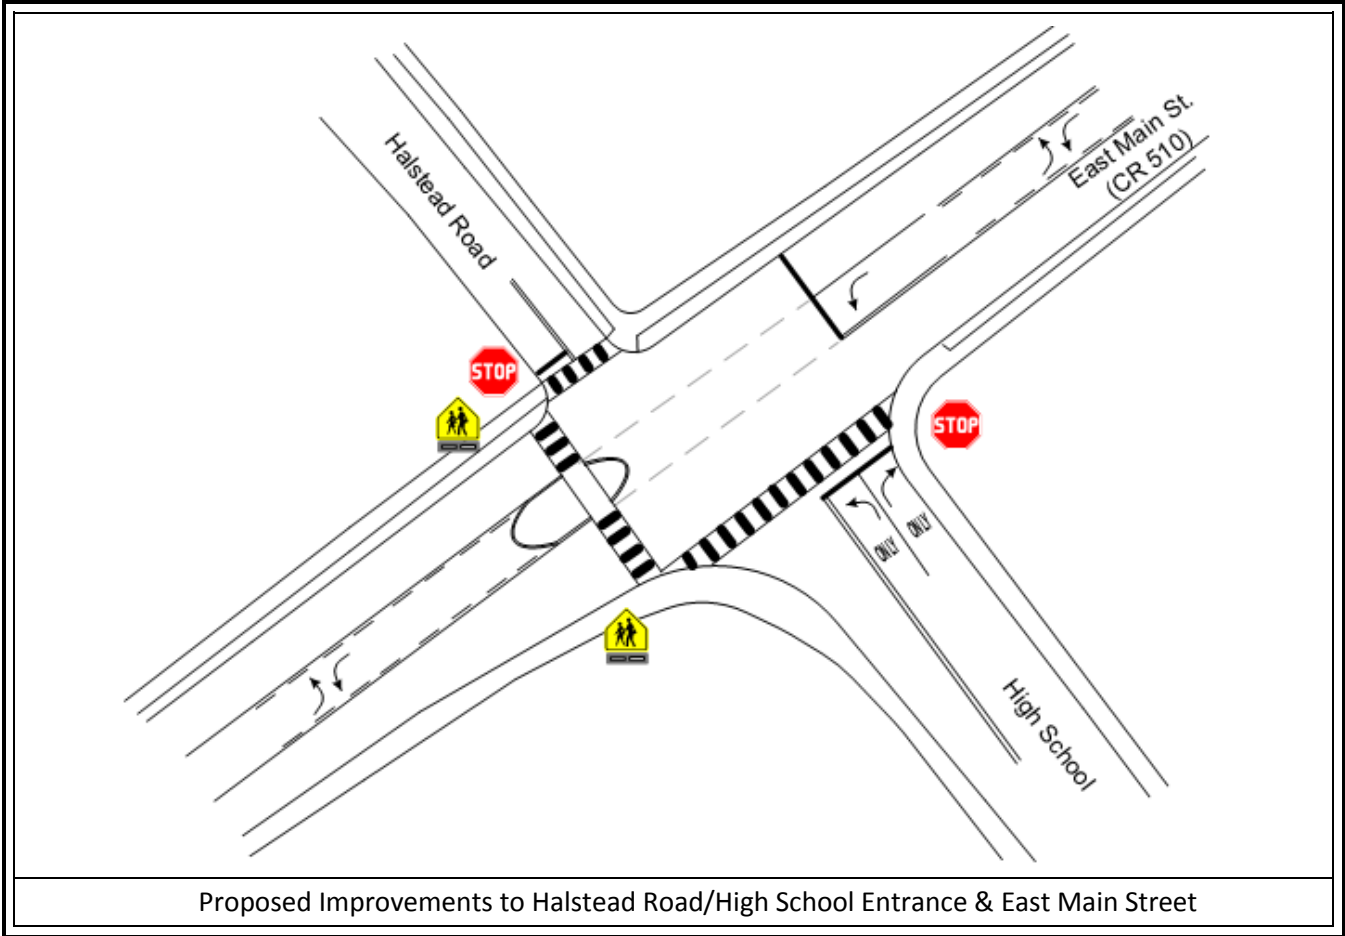 Halstead Road
East Main St.
(CR 510)
STOP
STOP
ONLY
ONLY
High School
Proposed Improvements to Halstead Road/High School Entrance & East Main Street